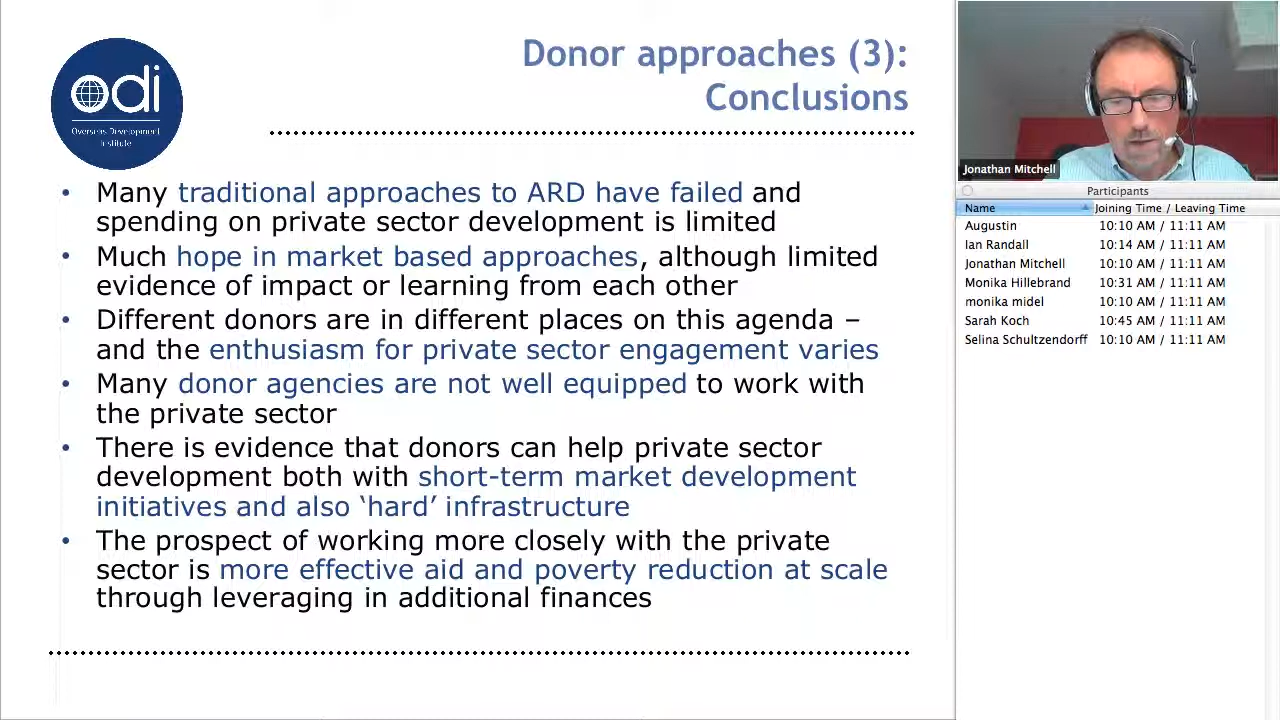 Donor approaches (3):
Conclusions
odi
Overseas Development
Institute
• Many traditional approaches to ARD have failed and
spending on private sector development is limited
• Much hope in market based approaches, although limited
evidence of impact or learning from each other
• Different donors are in different places on this agenda –
and the enthusiasm for private sector engagement varies
• Many donor agencies are not well equipped to work with
the private sector
• There is evidence that donors can help private sector
development both with short-term market development
initiatives and also ‘hard’ infrastructure
• The prospect of working more closely with the private
sector is more effective aid and poverty reduction at scale
through leveraging in additional finances
Jonathan Mitchell
Participants
Name Joining Time / Leaving Time
Augustin 10:10 AM / 11:11 AM
Ian Randall 10:14 AM / 11:11 AM
Jonathan Mitchell 10:10 AM / 11:11 AM
Monika Hillebrand 10:31 AM / 11:11 AM
monika midel 10:10 AM / 11:11 AM
Sarah Koch 10:45 AM / 11:11 AM
Selina Schultzendorff 10:10 AM / 11:11 AM